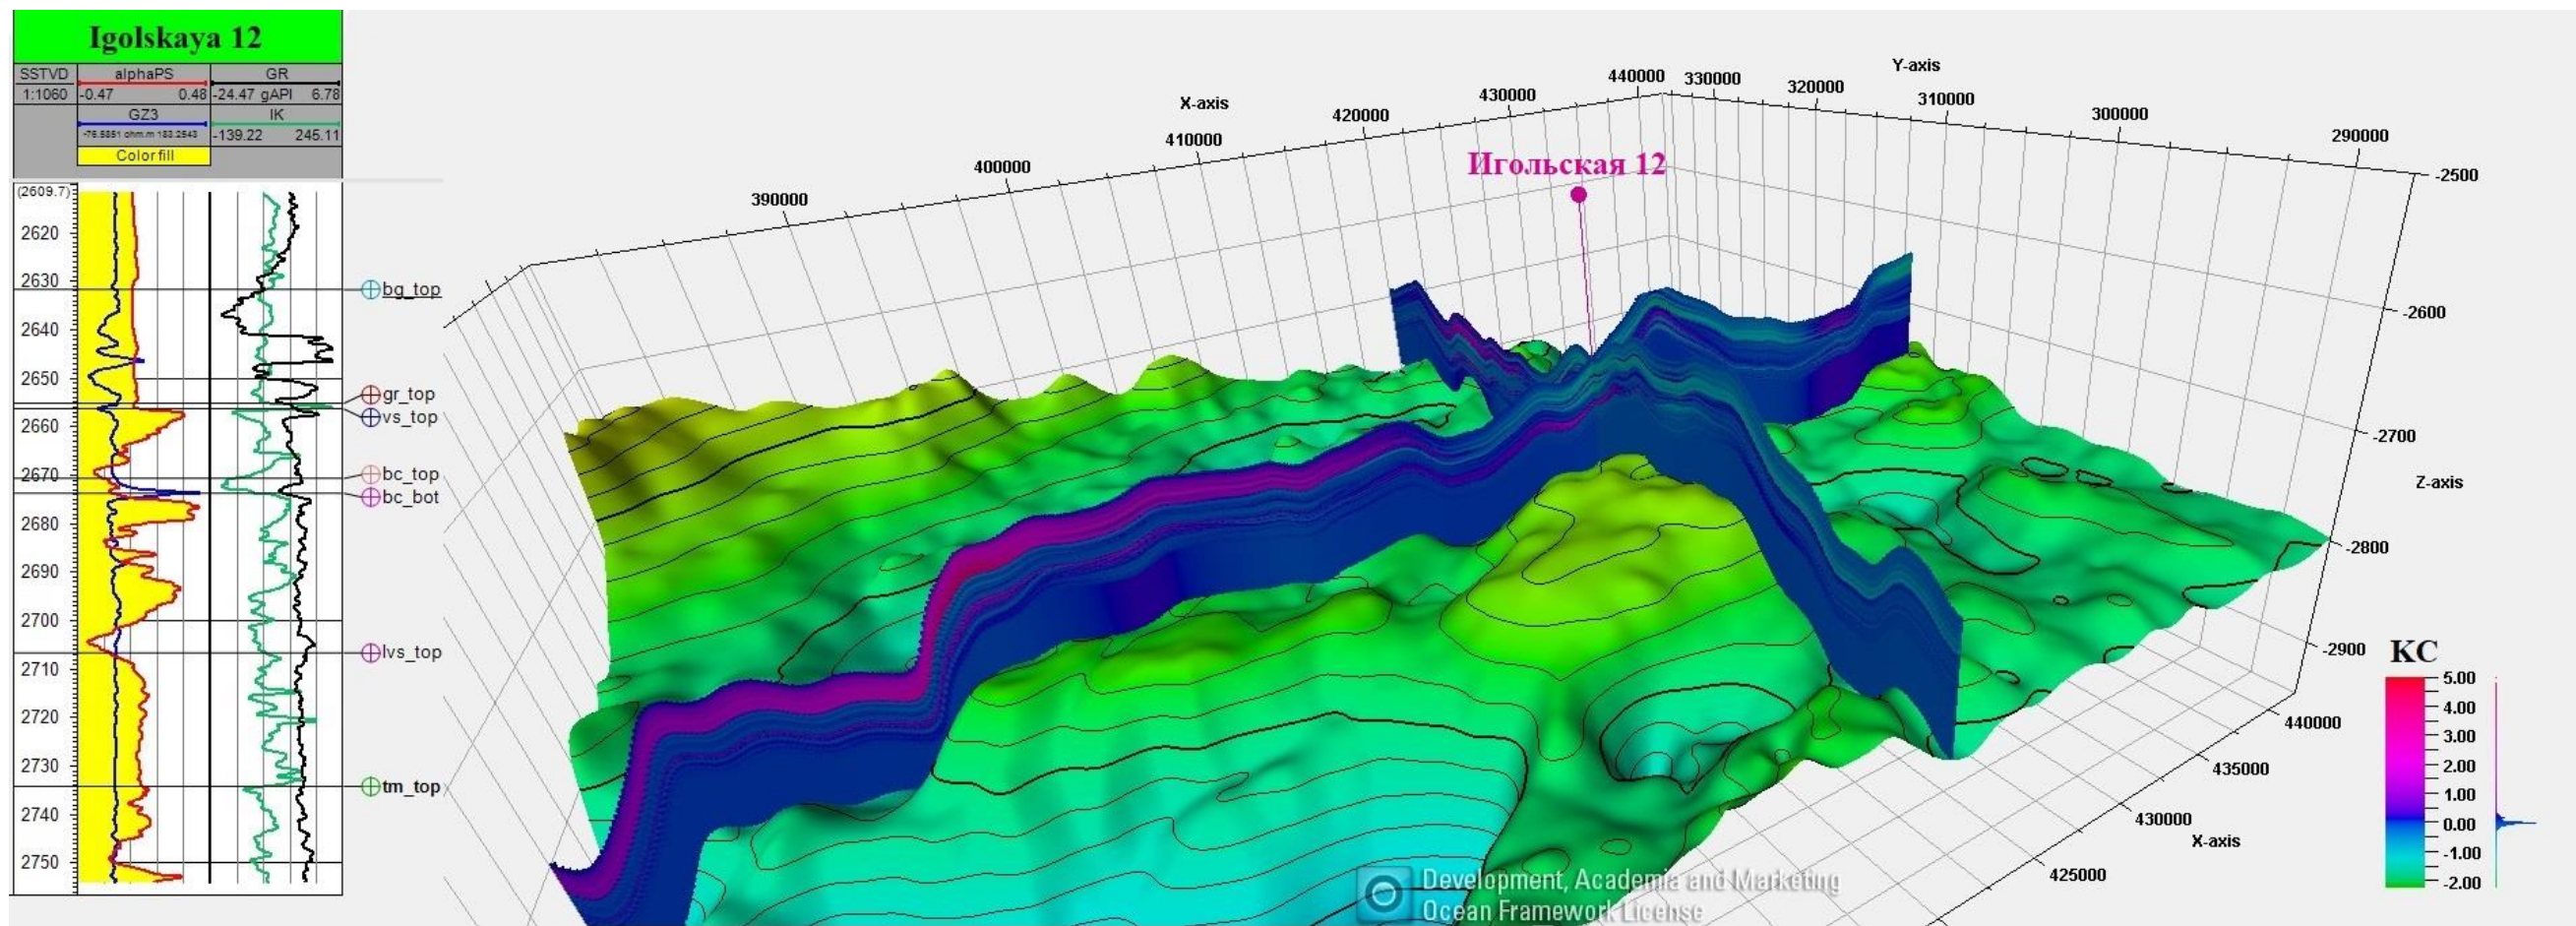 Igolskaya 12
SSTVD alphaPS GR
1:1060 -0.47 0.48 -24.47 gAPI 6.78
GZ3 IK
-76.5851 ohm.m 183.2543 -139.22 245.11
Color fill
(2609.7)
2620
2630
bg_top
2640
2650
gr_top
vs_top
2660
2670
bc_top
bc_bot
2680
2690
2700
lvs_top
2710
2720
2730
tm_top
2740
2750
X-axis
390000
400000
410000
420000
430000
440000
Y-axis
330000
320000
310000
300000
290000
Игольская 12
-2500
-2600
-2700
Z-axis
-2800
-2900
440000
435000
430000
X-axis
425000
KC
5.00
4.00
3.00
2.00
1.00
0.00
-1.00
-2.00
Development, Academia and Marketing
Ocean Framework License